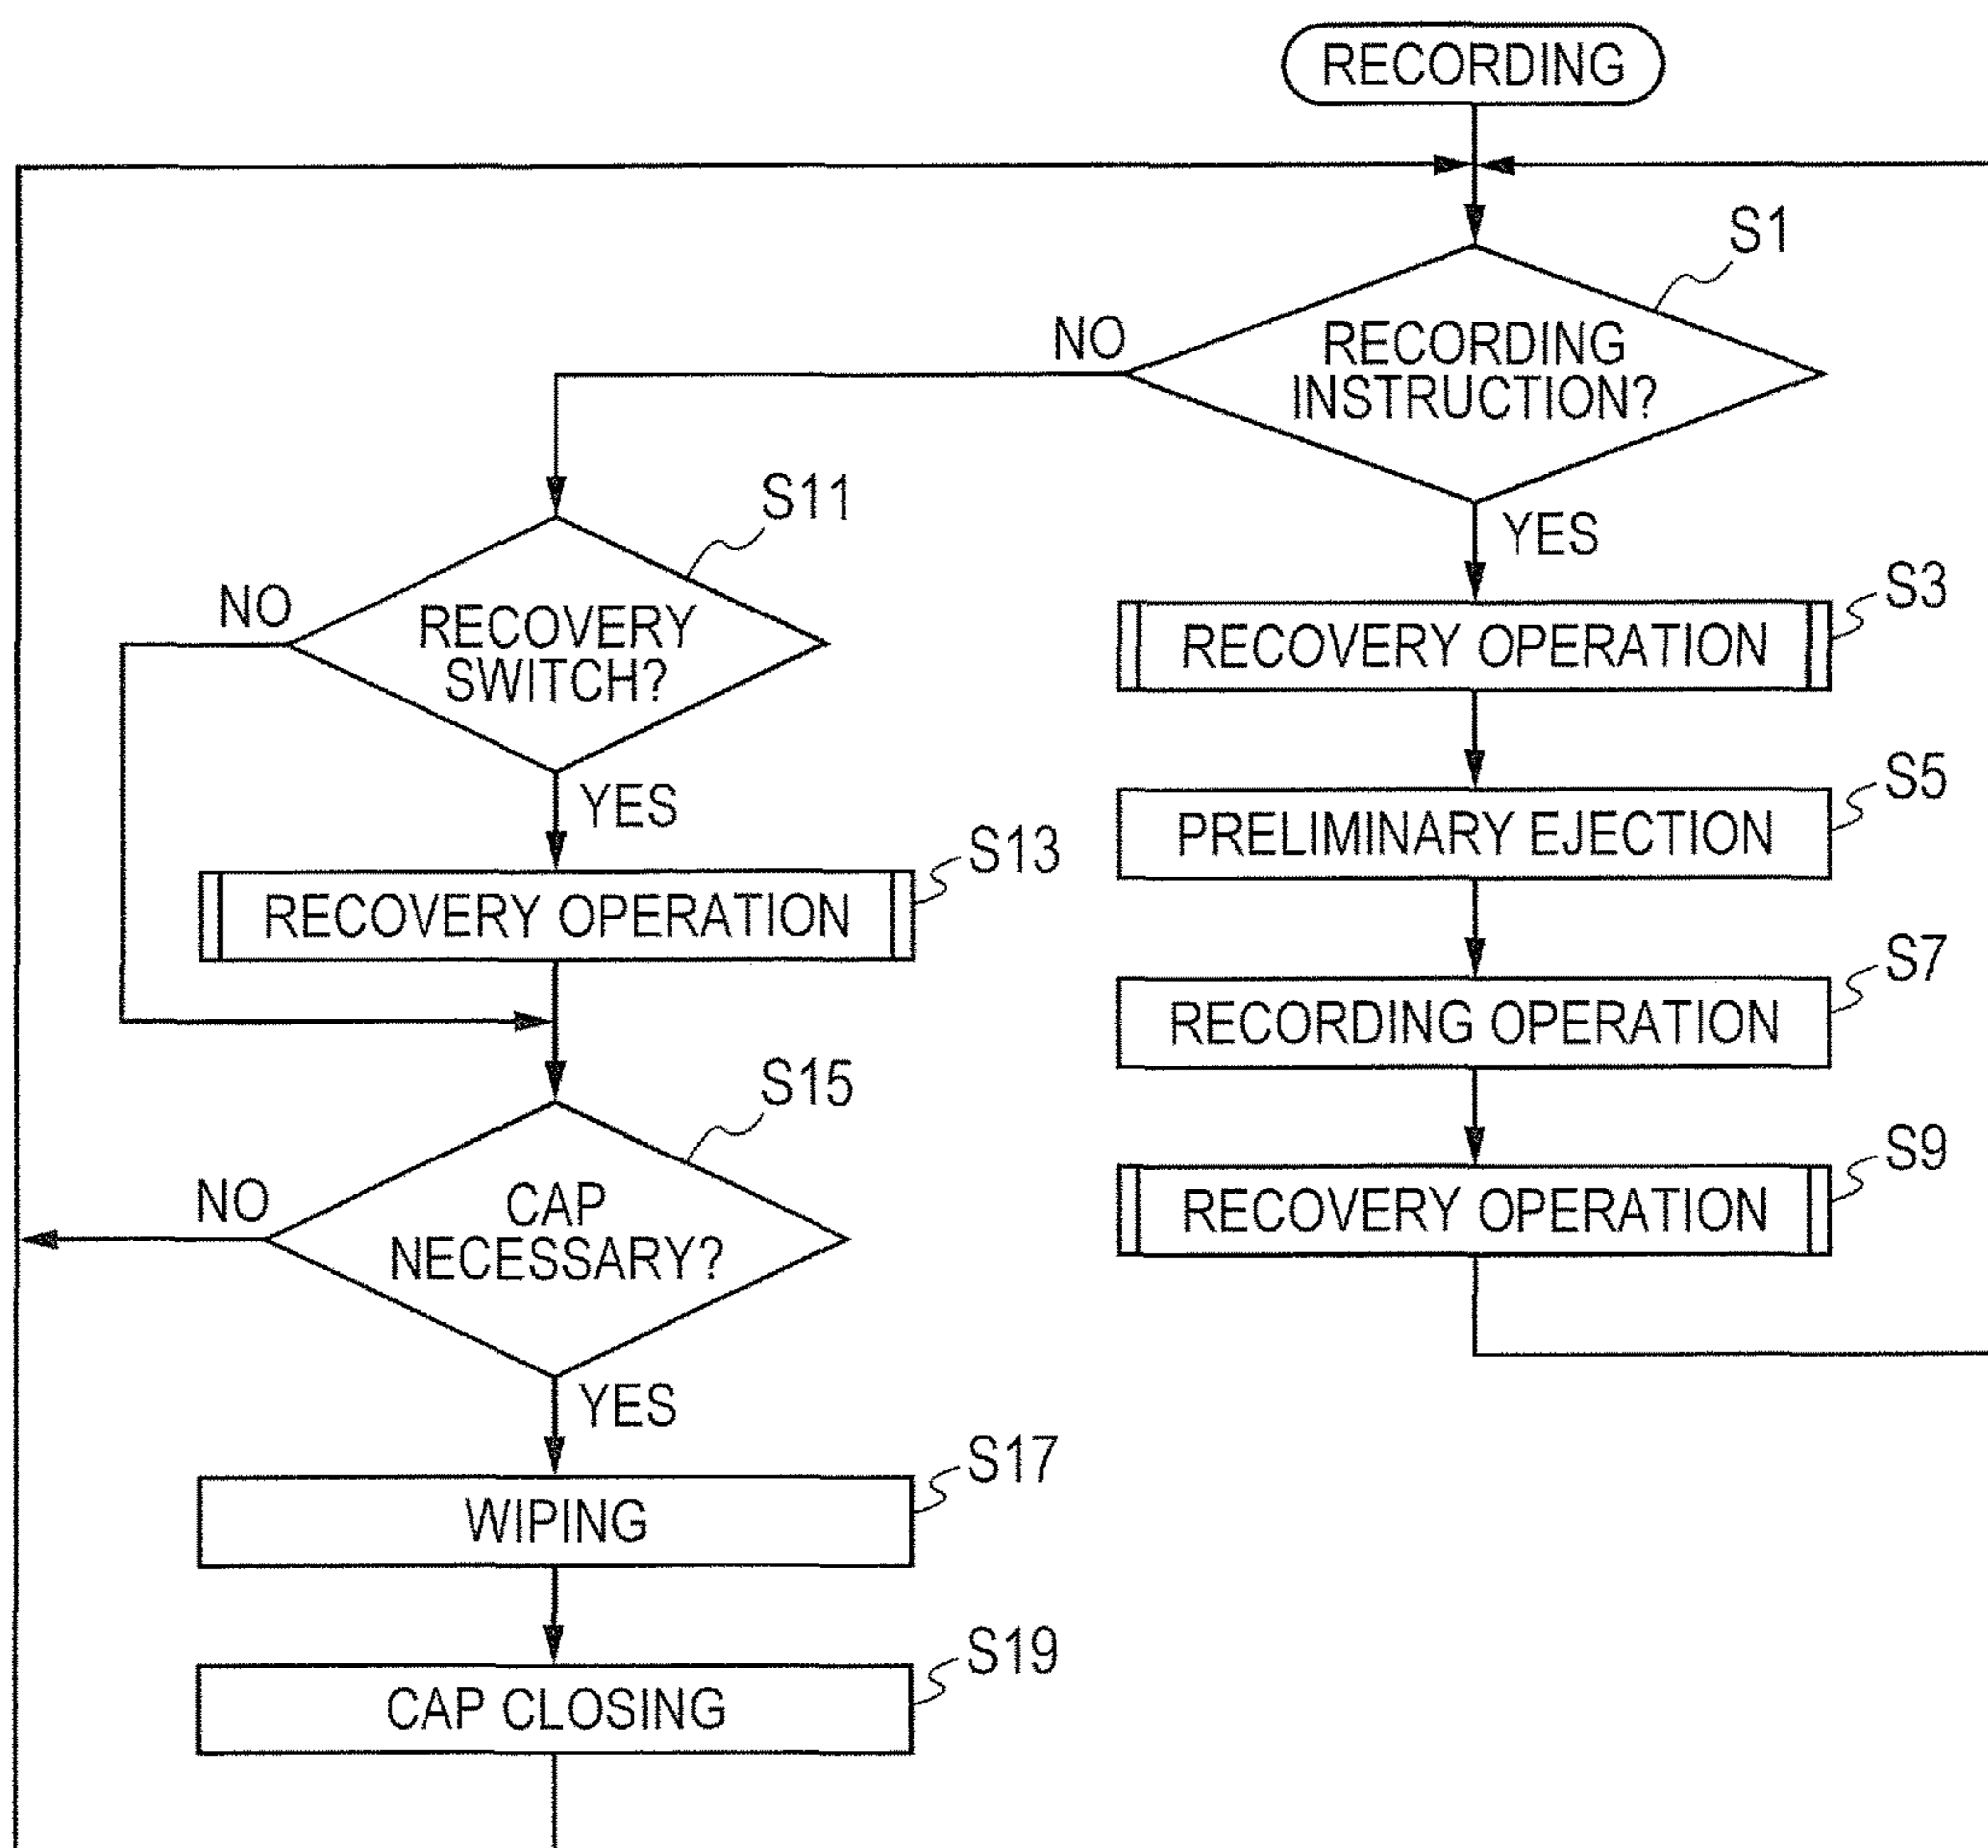 RECORDING
S1
RECORDING
INSTRUCTION?
NO
YES
S3
RECOVERY OPERATION
S5
PRELIMINARY EJECTION
S7
RECORDING OPERATION
S9
RECOVERY OPERATION
S11
RECOVERY
SWITCH?
NO
YES
S13
RECOVERY OPERATION
S15
CAP
NECESSARY?
NO
YES
S17
WIPING
S19
CAP CLOSING